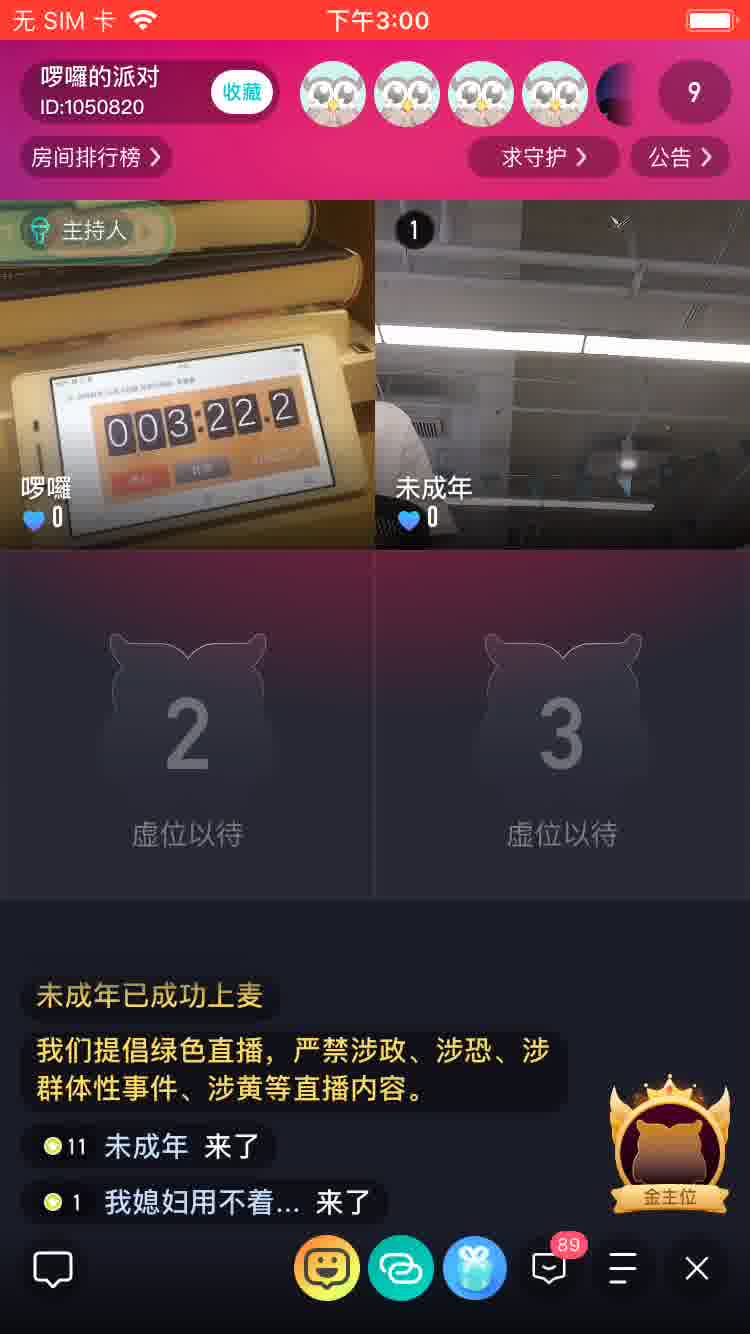 无 SIM 卡
下午3:00
啰囉的派对
ID:1050820
收藏
9
房间排行榜
求守护
公告
主持人
1
003:22.2
啰囉
0
未成年
0
2
3
虚位以待
虚位以待
未成年已成功上麦
我们提倡绿色直播，严禁涉政、涉恐、涉
群体性事件、涉黄等直播内容。
11 未成年 来了
1 我媳妇用不着... 来了
金主位
89